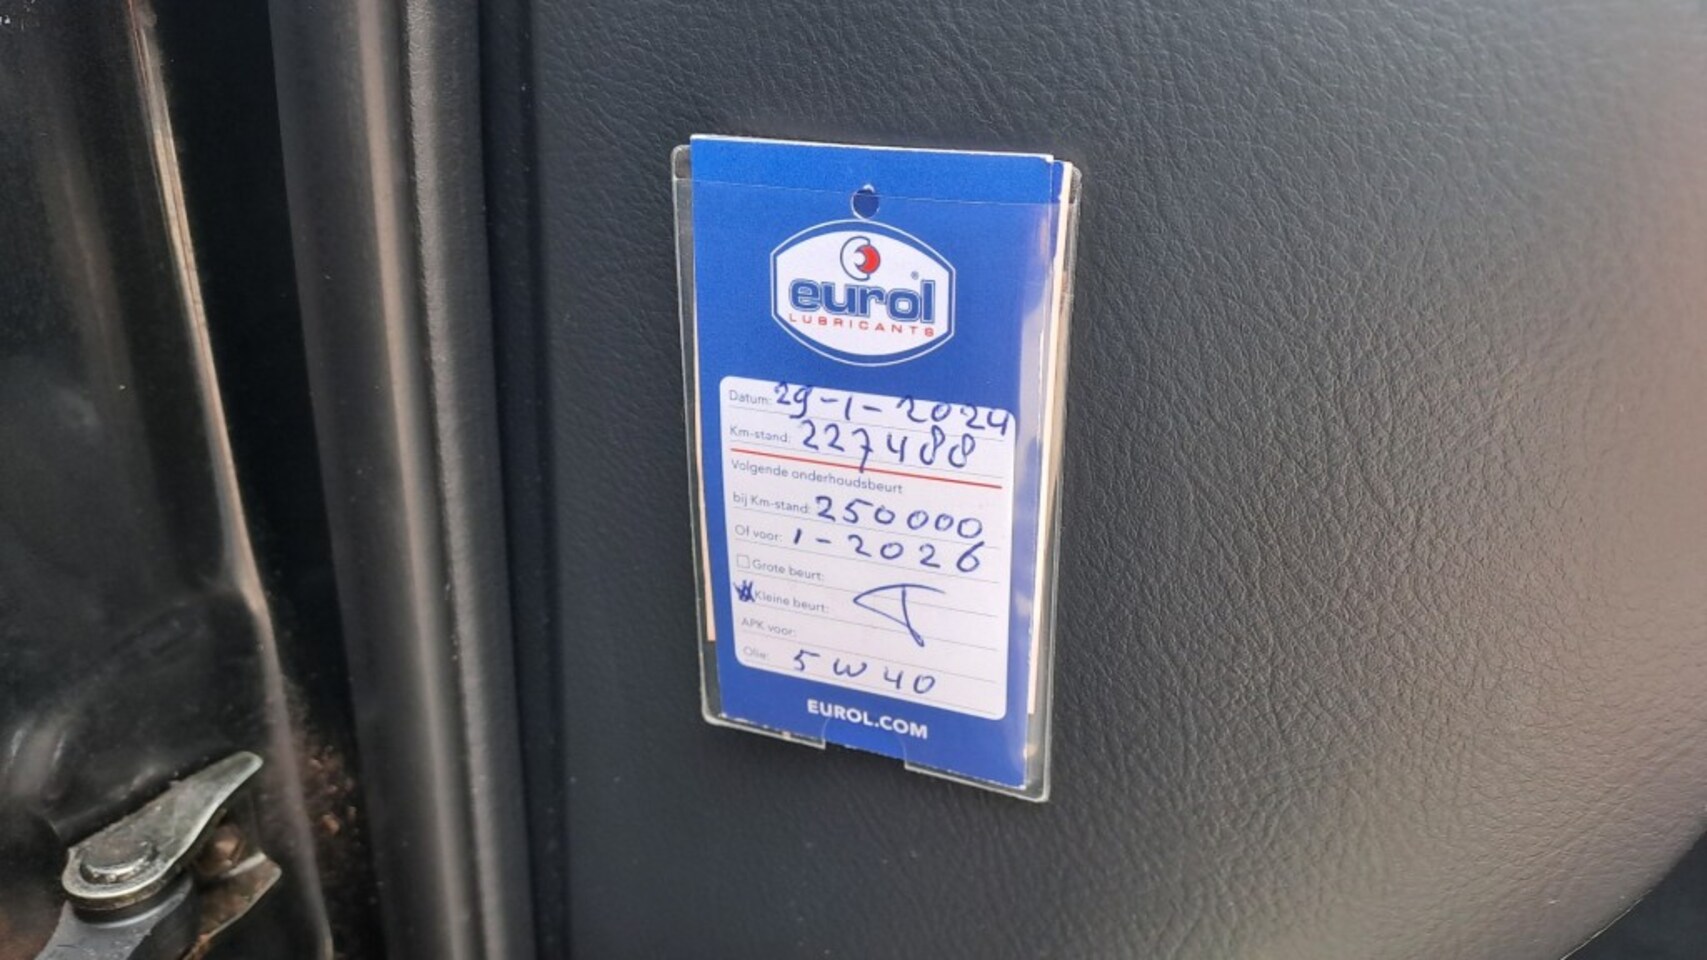 eurol®
LUBRICANTS
Datum: 29-1-2024
Km-stand: 227488
Volgende onderhoudsbeurt
bij Km-stand: 250000
Of voor: 1-2026
Grote beurt:
Kleine beurt:
APK voor:
Olie: 5W40
EUROL.COM